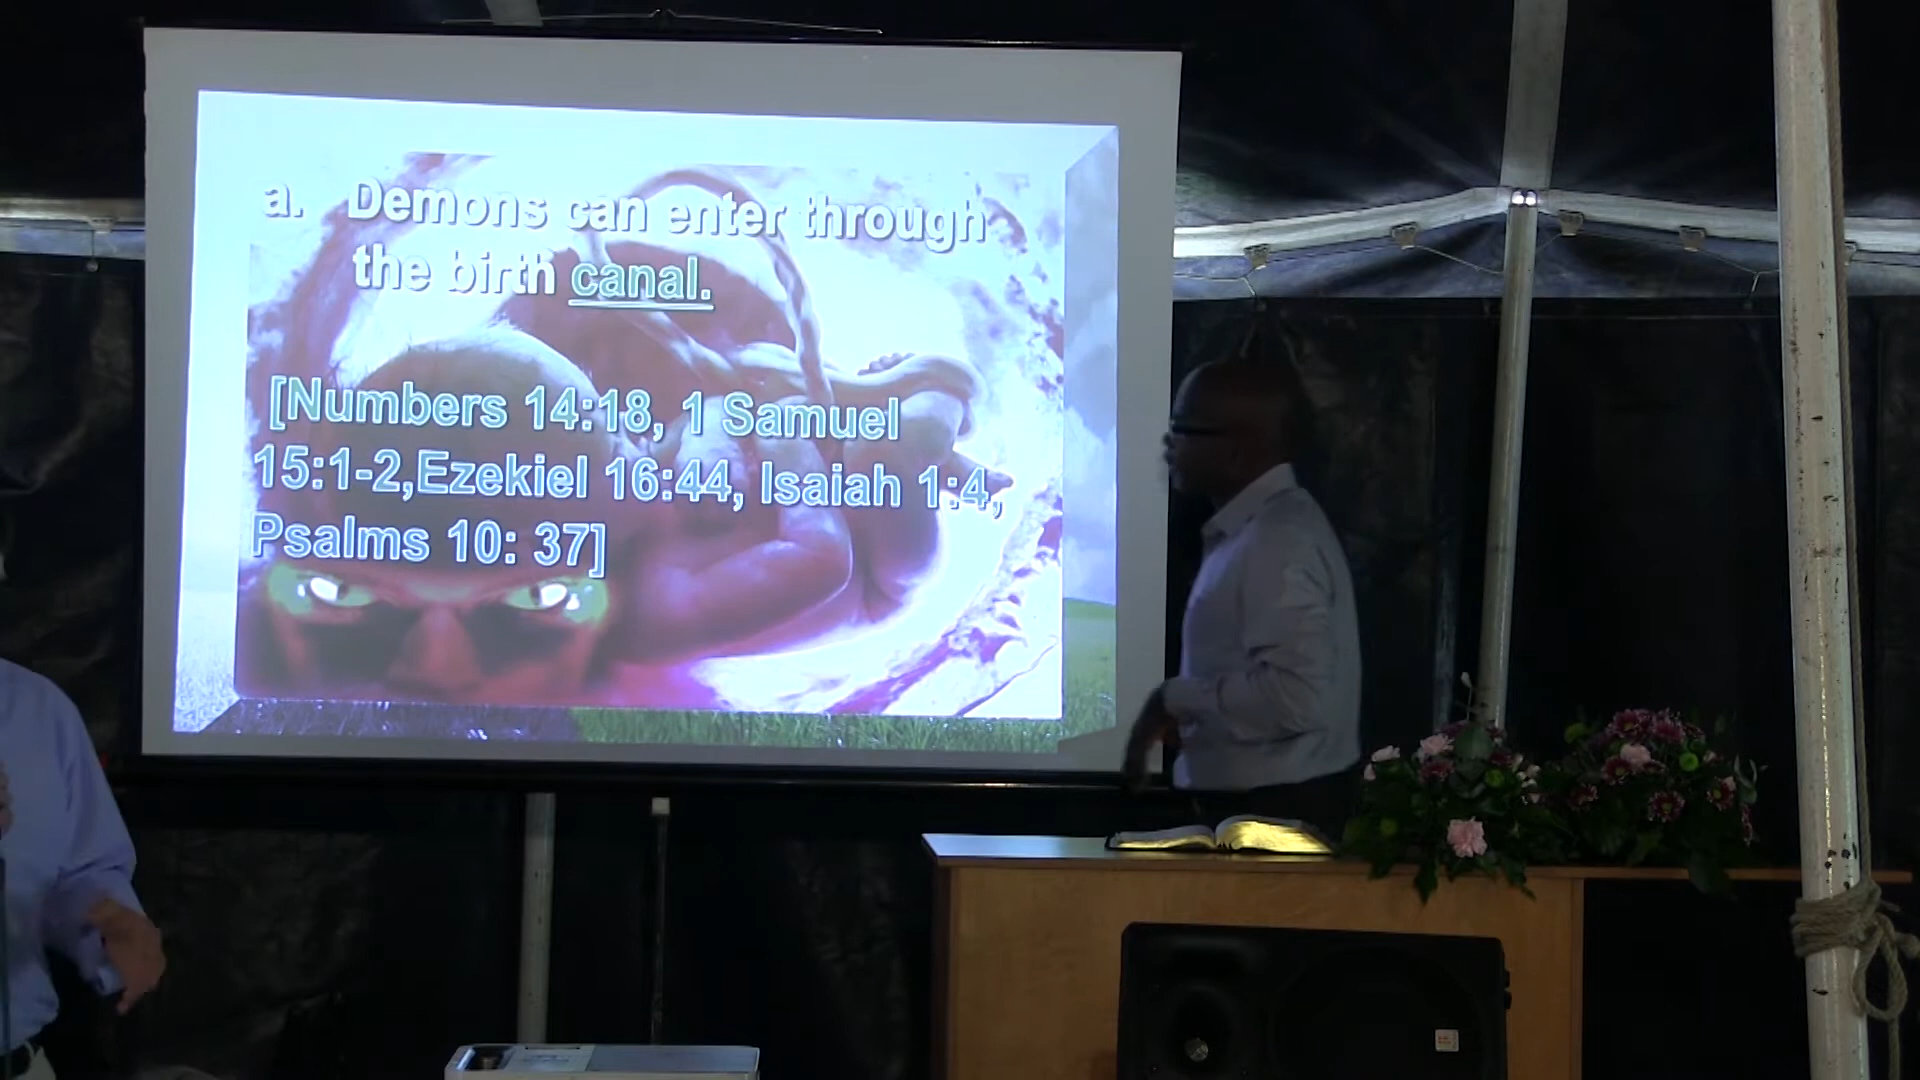 a. Demons can enter through
the birth canal.
[Numbers 14:18, 1 Samuel
15:1-2,Ezekiel 16:44, Isaiah 1:4,
Psalms 10: 37]